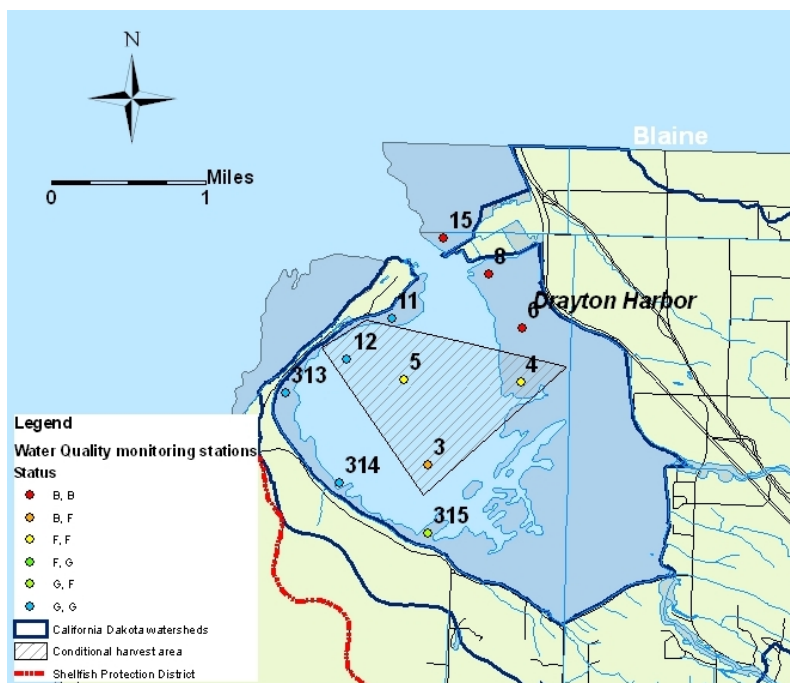 N
Blaine
Miles
0 1
15
8
Drayton Harbor
11
6
12
5
4
313
3
314
315
Legend
Water Quality monitoring stations
Status
B, B
B, F
F, F
F, G
G, F
G, G
California Dakota watersheds
Conditional harvest area
Shellfish Protection District